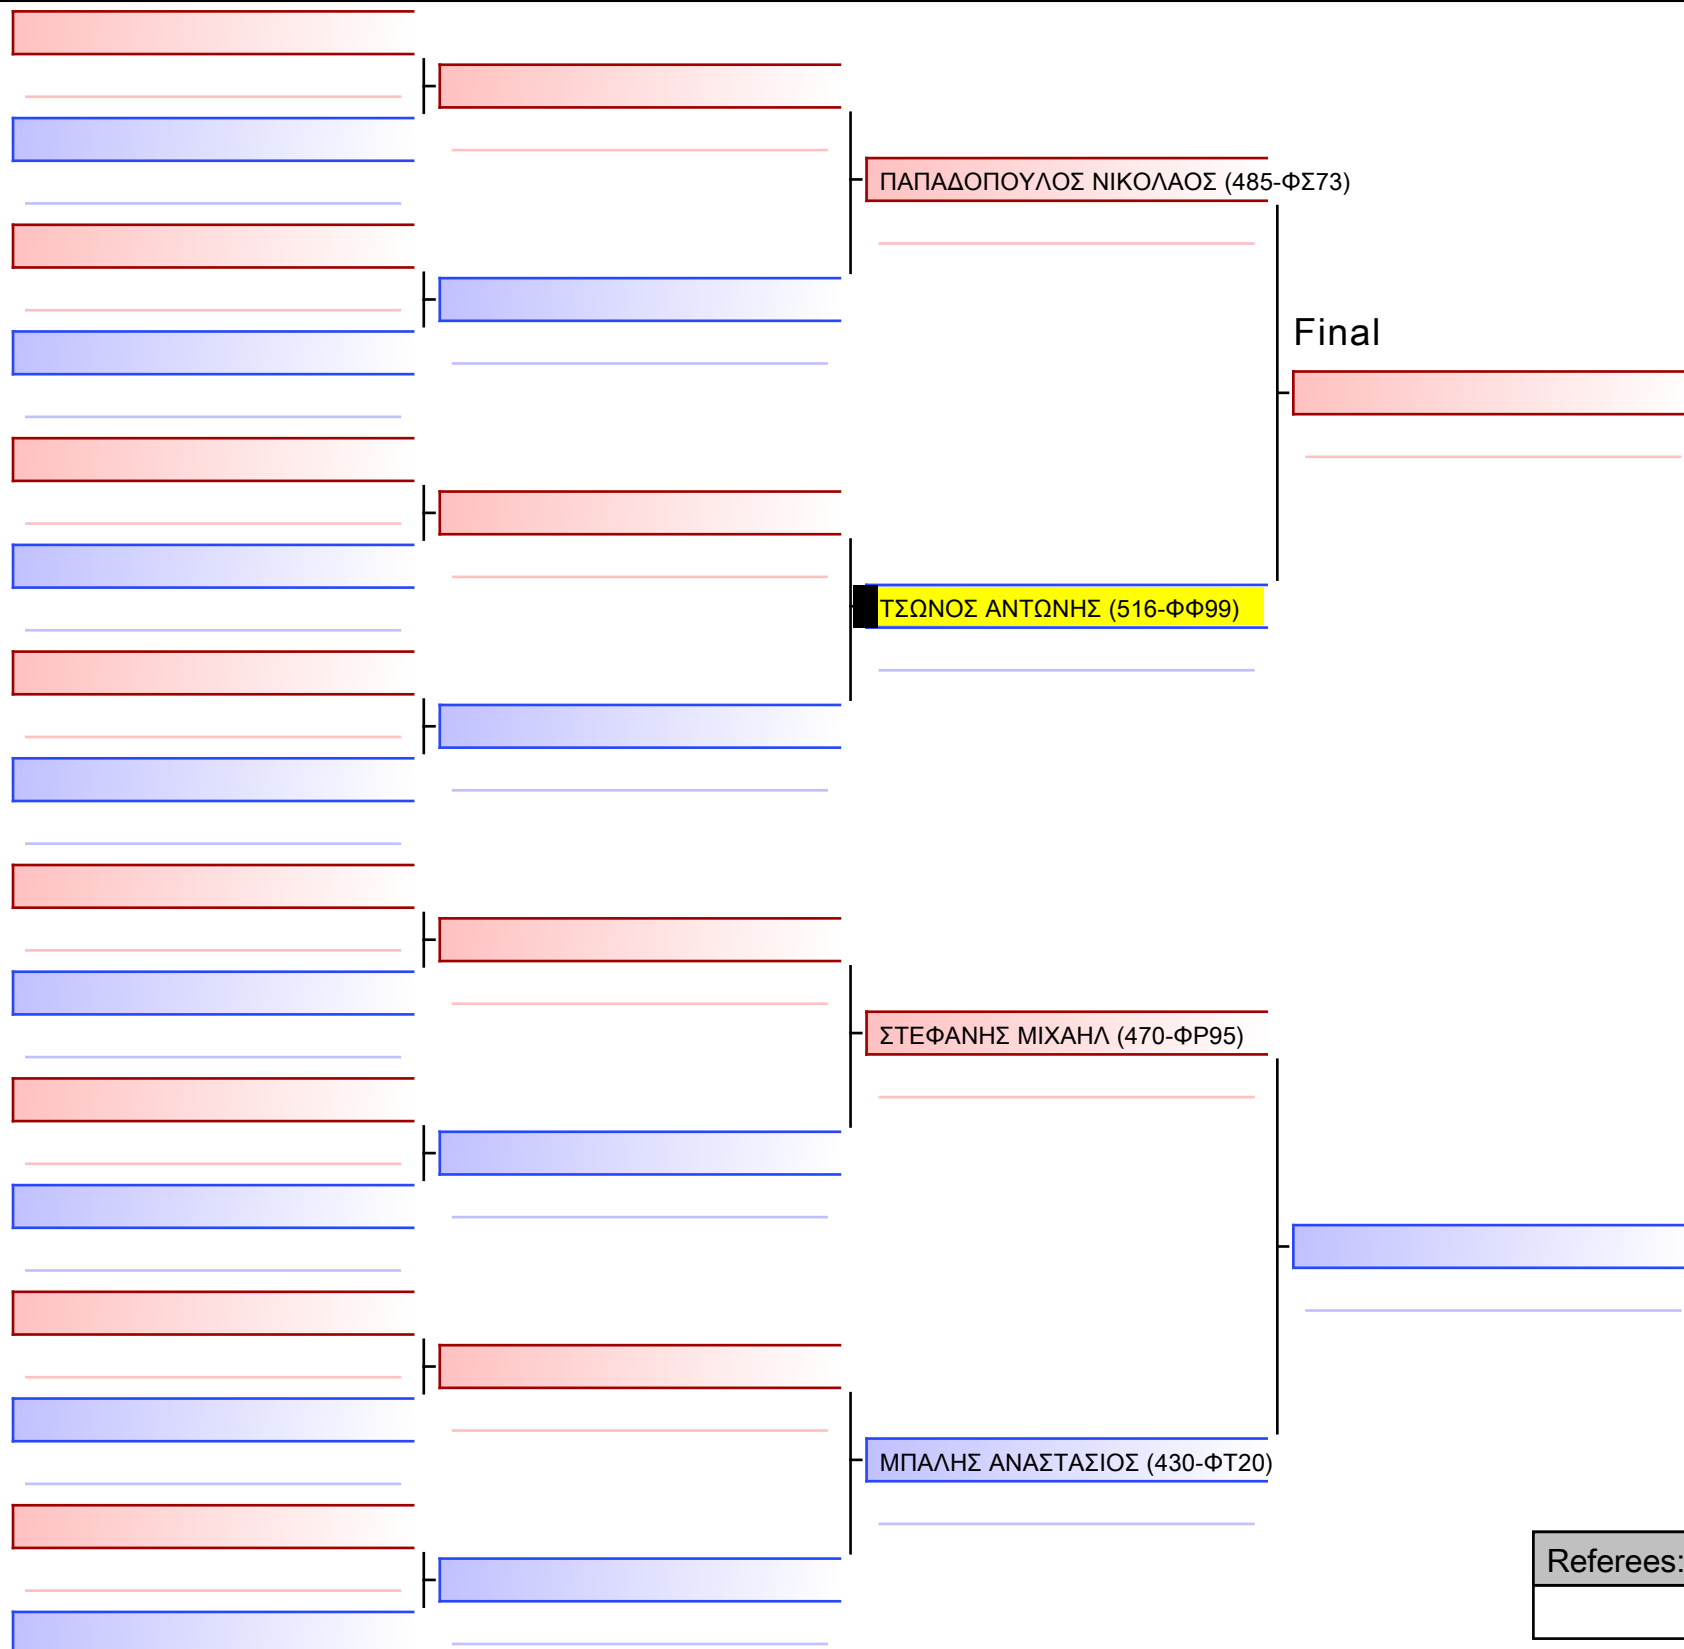 ΠΑΠΑΔΟΠΟΥΛΟΣ ΝΙΚΟΛΑΟΣ (485-ΦΣ73)
Final
ΤΣΩΝΟΣ ΑΝΤΩΝΗΣ (516-ΦΦ99)
ΣΤΕΦΑΝΗΣ ΜΙΧΑΗΛ (470-ΦΡ95)
ΜΠΑΛΗΣ ΑΝΑΣΤΑΣΙΟΣ (430-ΦΤ20)
Referees: